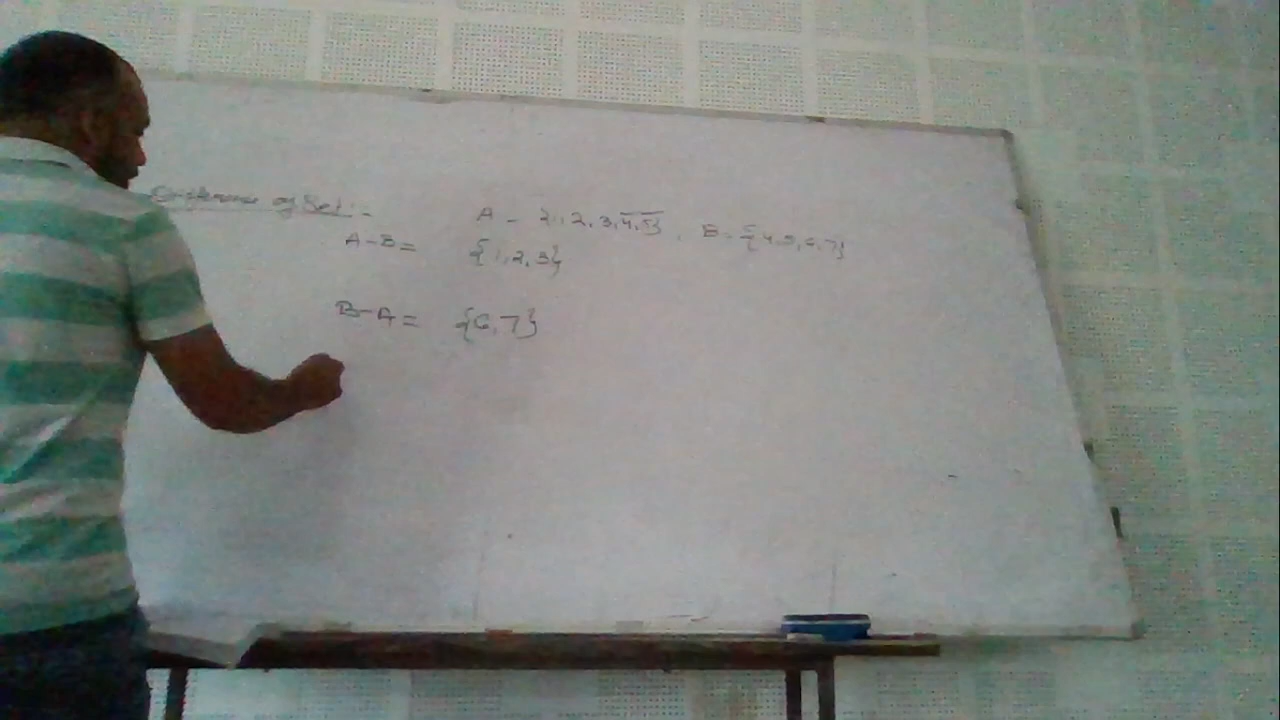 Difference of Set:-
A = {1,2,3,4,5}, B = {4,5,6,7}
A-B = {1,2,3}
B-A = {6,7}